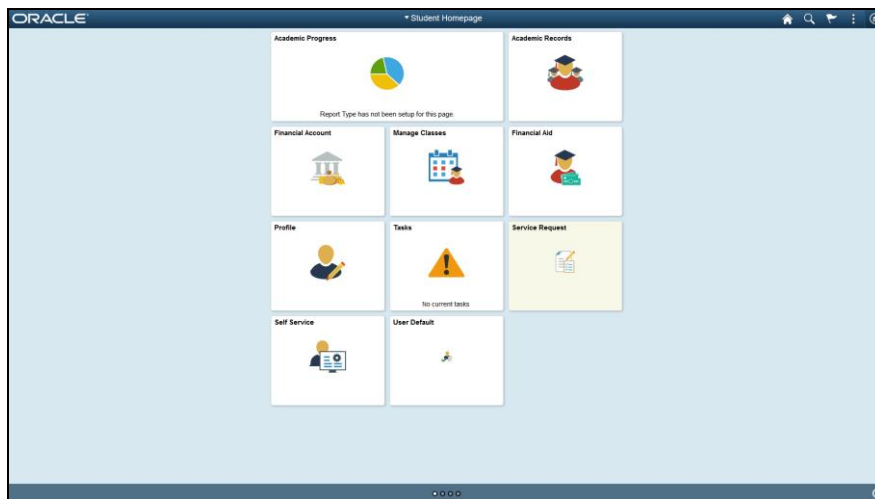 ORACLE
Student Homepage
Academic Progress
Academic Records
Report Type has not been setup for this page
Financial Account
Manage Classes
Financial Aid
Profile
Tasks
Service Request
No current tasks
Self Service
User Default